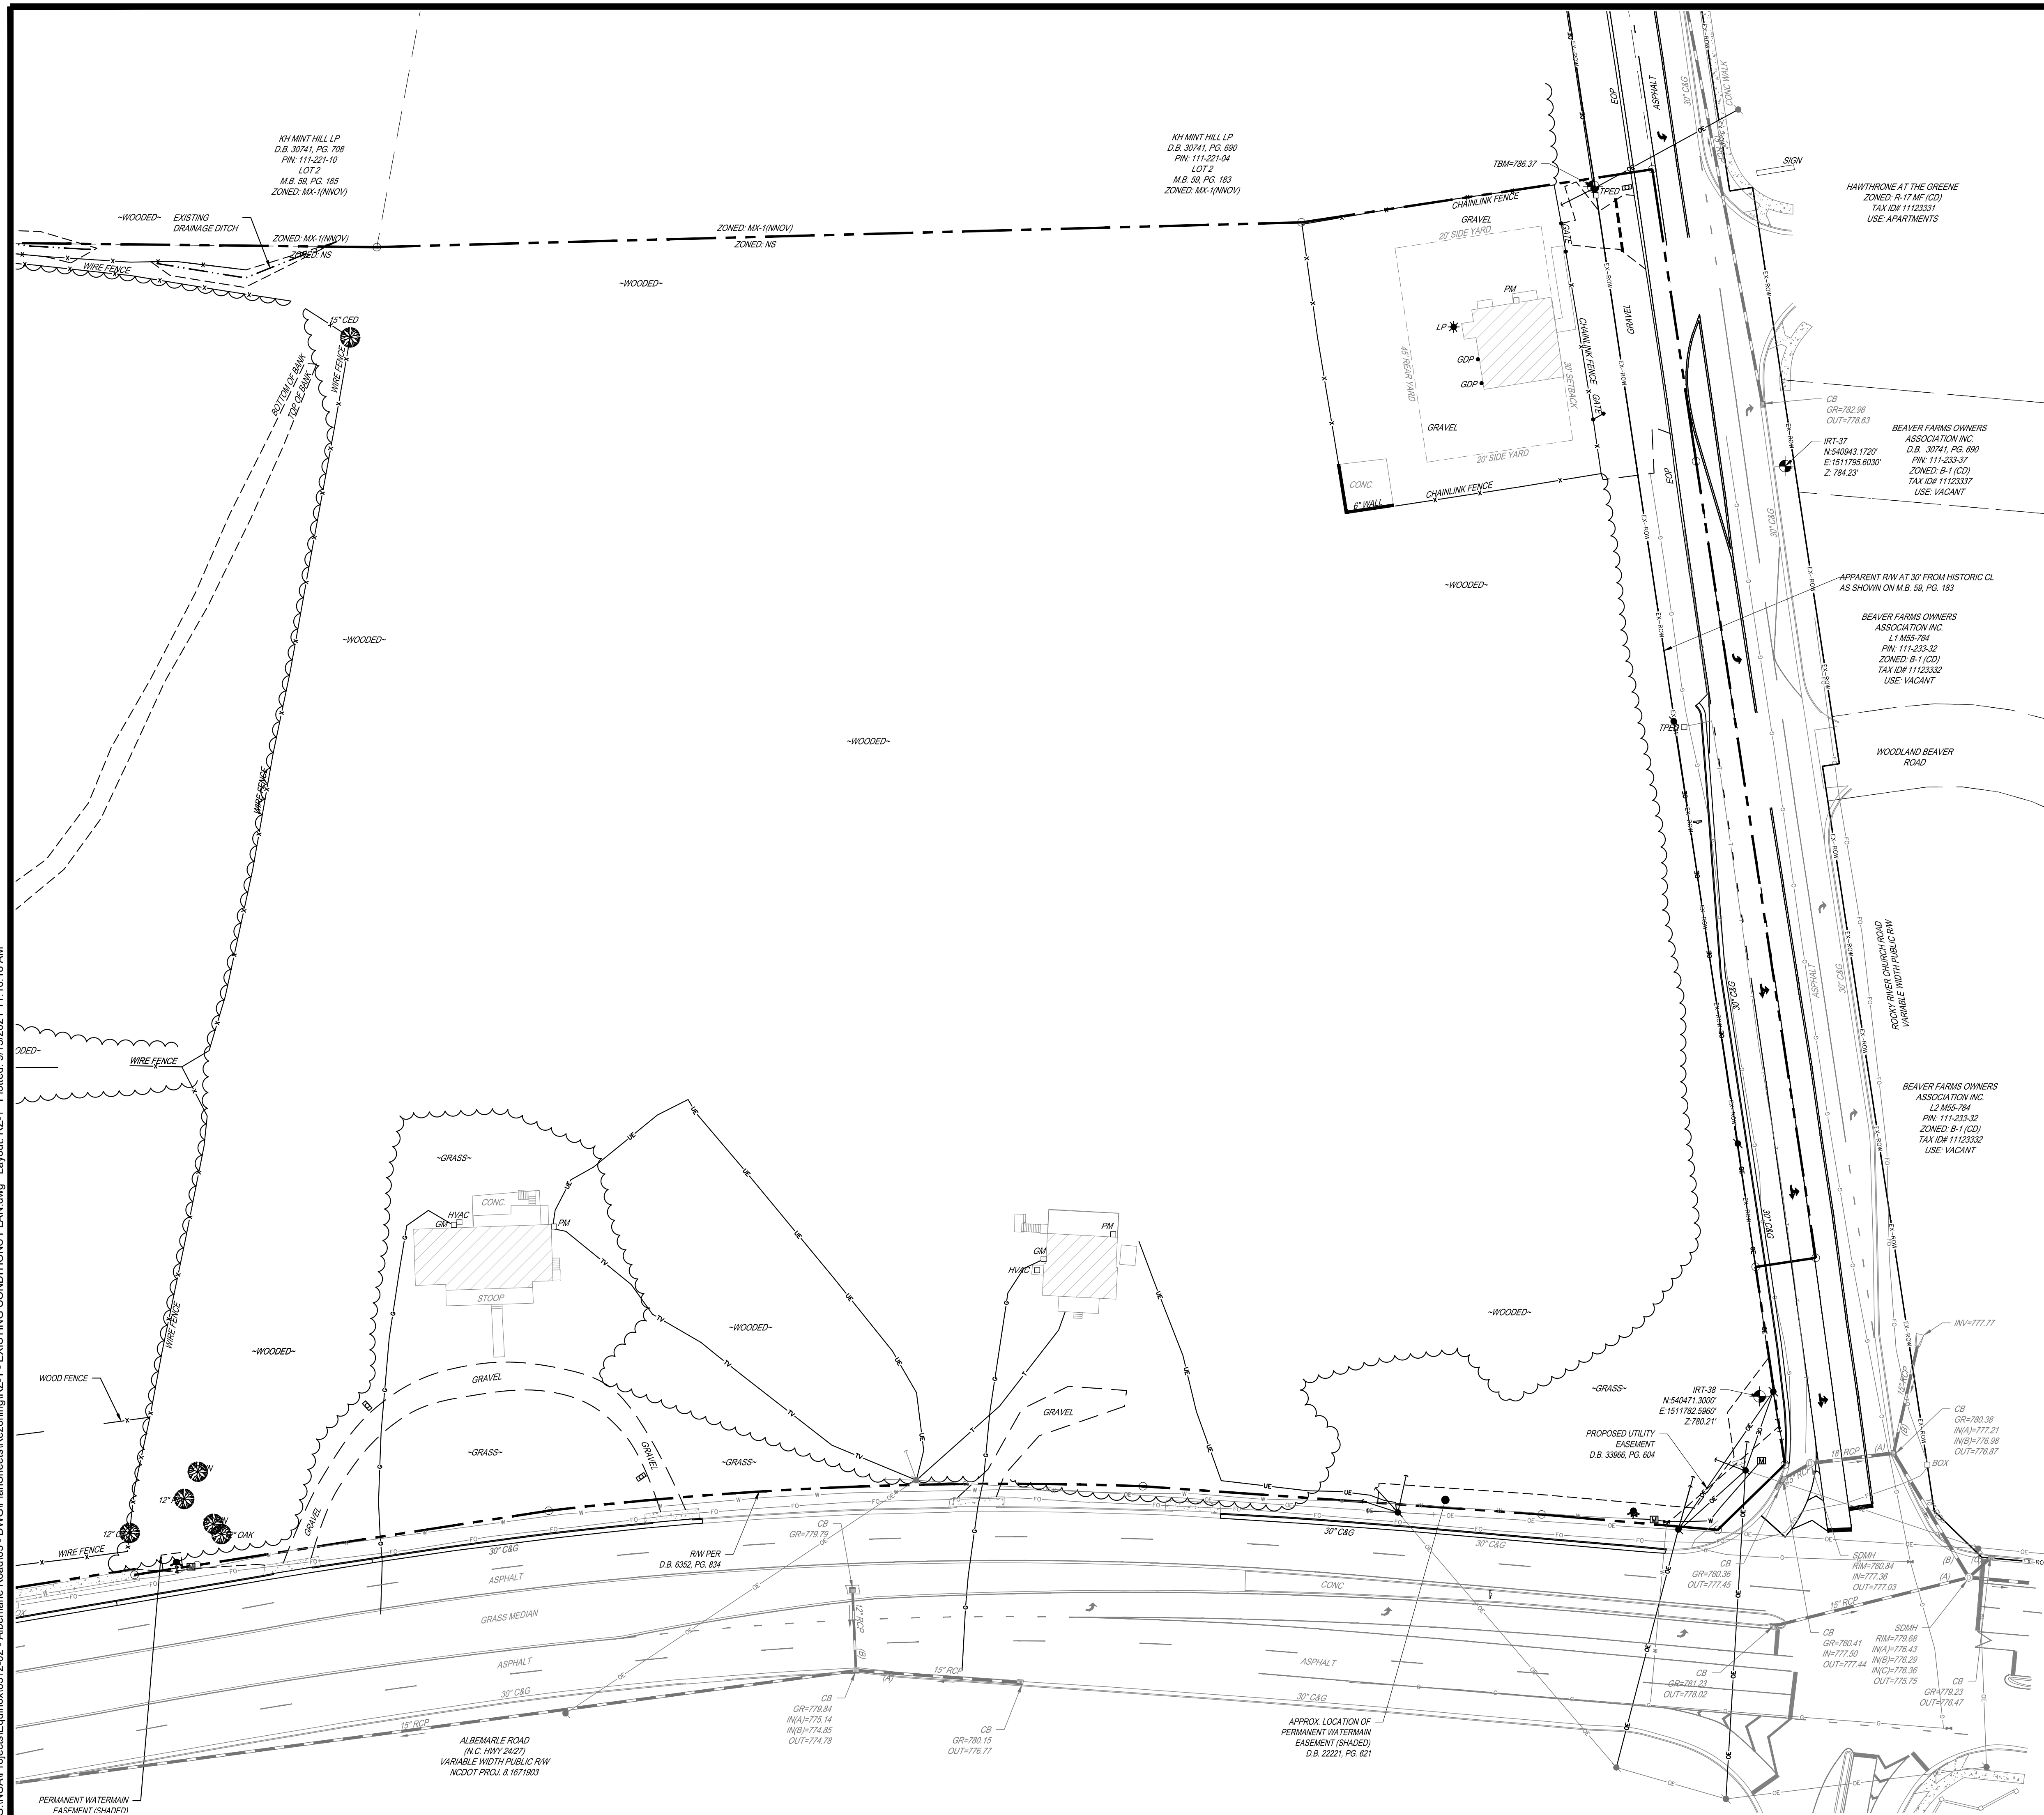 KH MINT HILL LP
D.B. 30741, PG. 708
PIN: 111-221-10
LOT 2
M.B. 59, PG. 185
ZONED: MX-1(NNOV)
KH MINT HILL LP
D.B. 30741, PG. 690
PIN: 111-221-04
LOT 2
M.B. 59, PG. 183
ZONED: MX-1(NNOV)
~WOODED~
EXISTING
DRAINAGE DITCH
ZONED: MX-1(NNOV)
ZONED: NS
ZONED: MX-1(NNOV)
ZONED: NS
WIRE FENCE
~WOODED~
15" CED
WIRE FENCE
BOTTOM OF BANK
TOP OF BANK
TBM=786.37
TPED
CHAINLINK FENCE
GRAVEL
20' SIDE YARD
GATE
PM
LP
GDP
GDP
45' REAR YARD
30' SETBACK
CHAINLINK FENCE
GATE
GRAVEL
20' SIDE YARD
CONC.
6" WALL
CHAINLINK FENCE
GRAVEL
EOP
ASPHALT
30" C&G
CONC WALK
EX-ROW
SIGN
HAWTHRONE AT THE GREENE
ZONED: R-17 MF (CD)
TAX ID# 11123331
USE: APARTMENTS
CB
GR=782.98
OUT=778.63
IRT-37
N:540943.1720'
E:1511795.6030'
Z: 784.23'
BEAVER FARMS OWNERS
ASSOCIATION INC.
D.B. 30741, PG. 690
PIN: 111-233-37
ZONED: B-1 (CD)
TAX ID# 11123337
USE: VACANT
EOP
30" C&G
~WOODED~
APPARENT R/W AT 30' FROM HISTORIC CL
AS SHOWN ON M.B. 59, PG. 183
BEAVER FARMS OWNERS
ASSOCIATION INC.
L1 M55-784
PIN: 111-233-32
ZONED: B-1 (CD)
TAX ID# 11123332
USE: VACANT
~WOODED~
~WOODED~
TPED
WOODLAND BEAVER
ROAD
WIRE FENCE
ROCKY RIVER CHURCH ROAD
VARIABLE WIDTH PUBLIC R/W
ASPHALT
30" C&G
30" C&G
WIRE FENCE
BEAVER FARMS OWNERS
ASSOCIATION INC.
L2 M55-784
PIN: 111-233-32
ZONED: B-1 (CD)
TAX ID# 11123332
USE: VACANT
~GRASS~
CONC.
HVAC
GM
PM
STOOP
PM
GM
HVAC
30" C&G
WIRE FENCE
~WOODED~
~WOODED~
~WOODED~
INV=777.77
15" RCP
WOOD FENCE
GRAVEL
GRAVEL
~GRASS~
IRT-38
N:540471.3000'
E:1511782.5960'
Z:780.21'
PROPOSED UTILITY
EASEMENT
D.B. 33966, PG. 604
CB
GR=780.38
IN(A)=777.21
IN(B)=776.98
OUT=776.87
~GRASS~
GRAVEL
~GRASS~
18" RCP
(A)
(B)
BOX
GRAVEL
WIRE FENCE
R/W PER
D.B. 6352, PG. 834
CB
GR=779.79
30" C&G
ASPHALT
GRASS MEDIAN
30" C&G
30" C&G
CONC
CB
GR=780.36
OUT=777.45
SDMH
RIM=780.84
IN=777.36
OUT=777.03
12" RCP
(B)
(A)
15" RCP
ASPHALT
30" C&G
15" RCP
ASPHALT
30" C&G
15" RCP
CB
GR=780.41
IN=777.50
OUT=777.44
SDMH
RIM=779.68
IN(A)=776.43
IN(B)=776.29
IN(C)=776.36
OUT=775.75
CB
GR=781.23
OUT=778.02
CB
GR=779.23
OUT=776.47
CB
GR=779.84
IN(A)=775.14
IN(B)=774.85
OUT=774.78
CB
GR=780.15
OUT=776.77
ALBEMARLE ROAD
(N.C. HWY 24/27)
VARIABLE WIDTH PUBLIC R/W
NCDOT PROJ. 8.1671903
APPROX. LOCATION OF
PERMANENT WATERMAIN
EASEMENT (SHADED)
D.B. 22221, PG. 621
PERMANENT WATERMAIN
EASEMENT (SHADED)